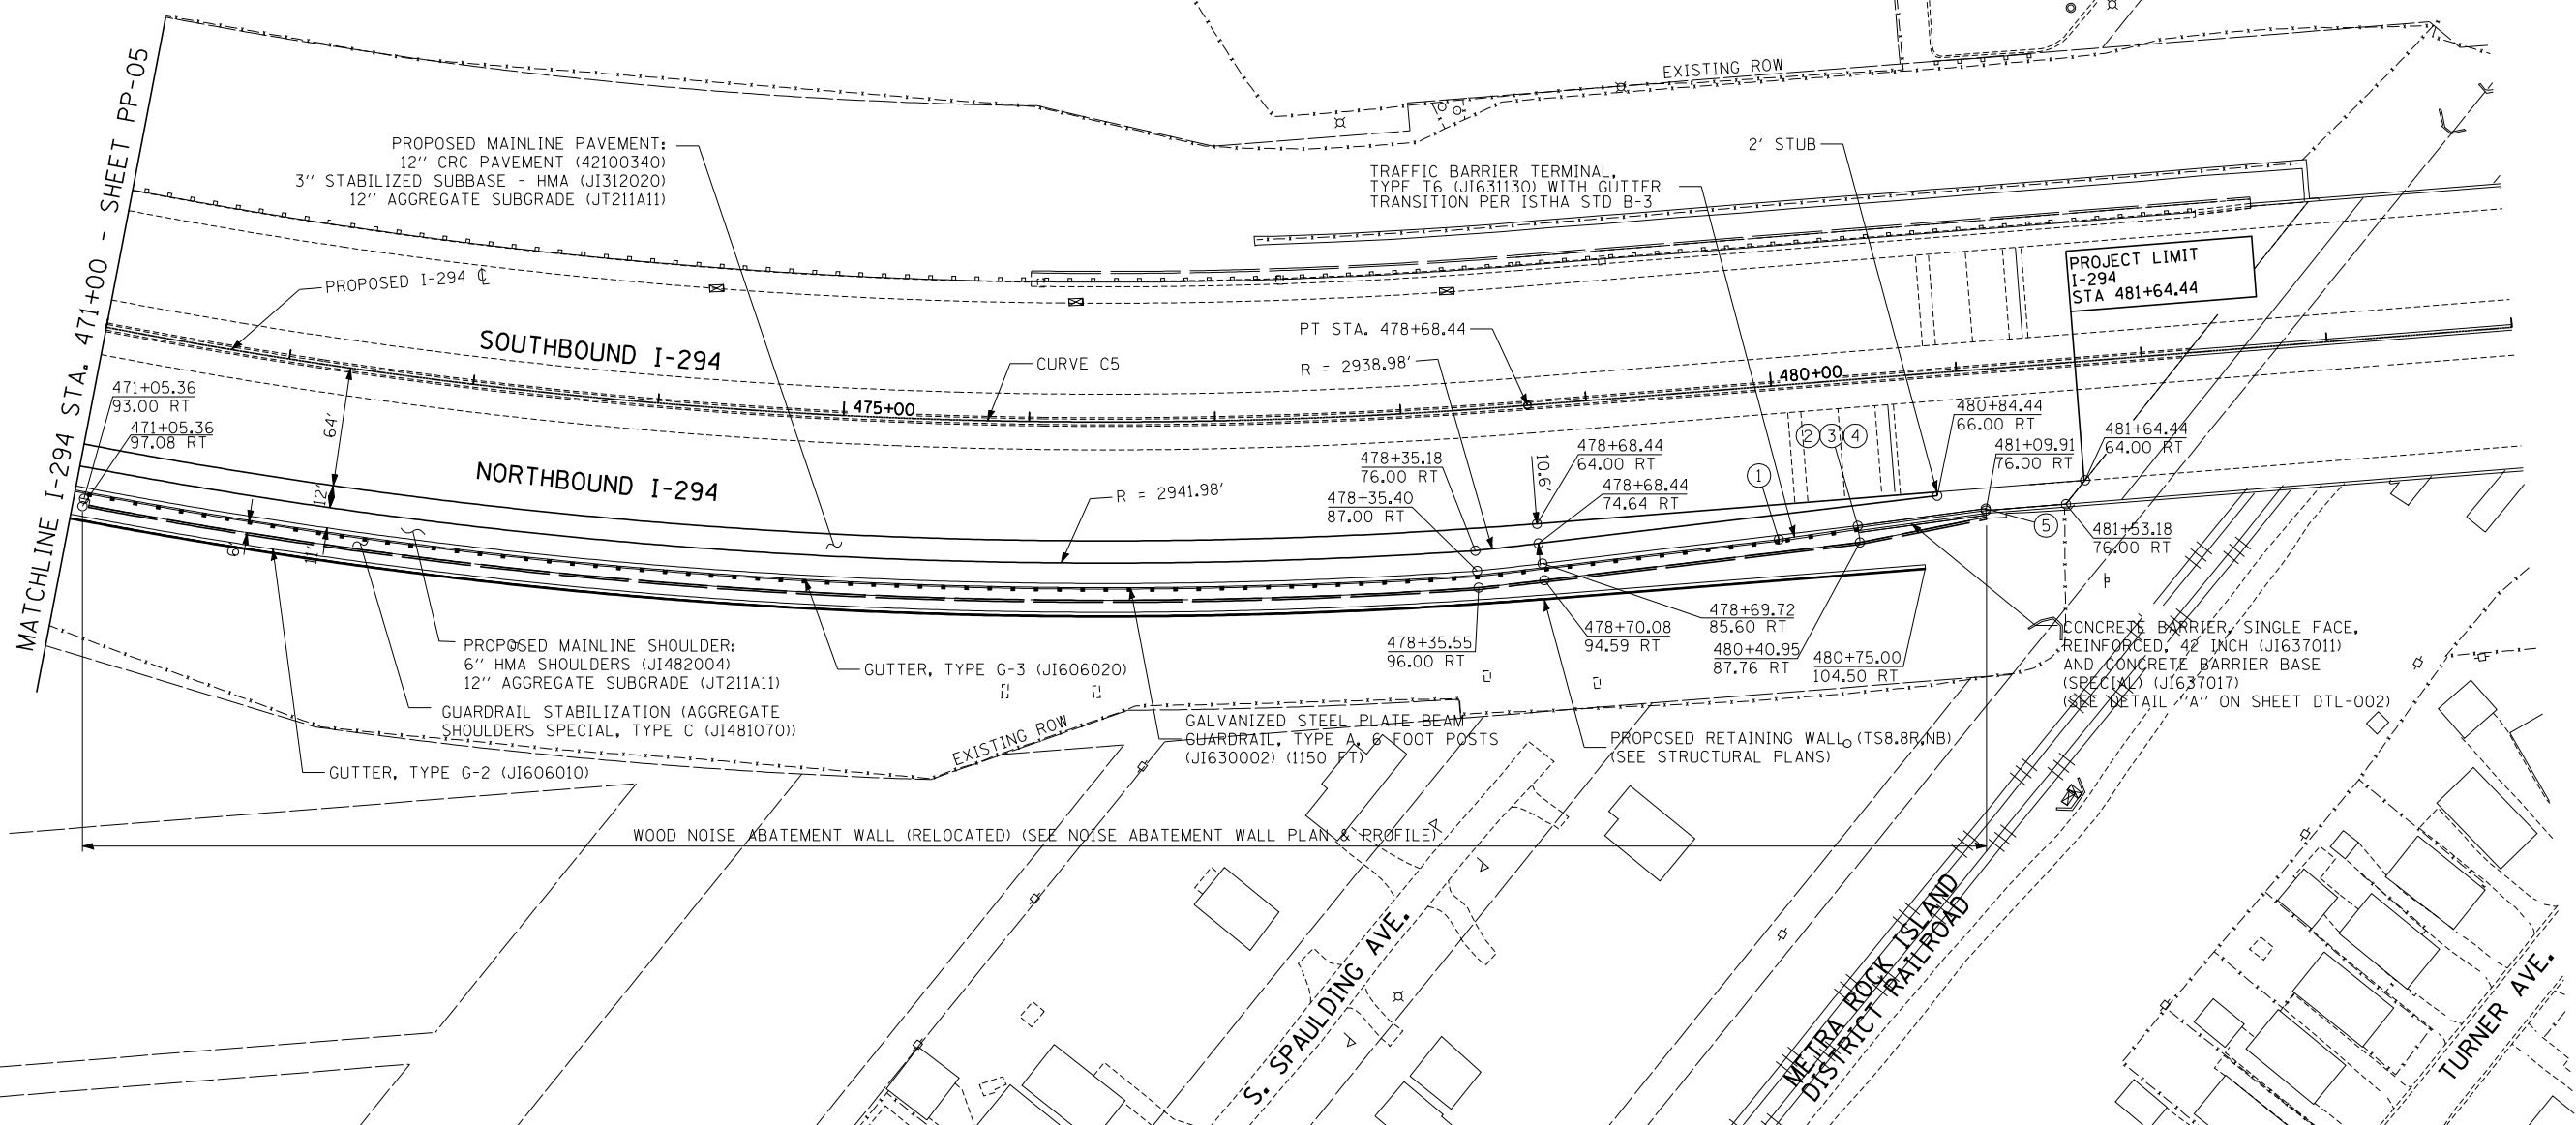 MATCHLINE I-294 STA. 471+00 - SHEET PP-05
EXISTING ROW
PROPOSED MAINLINE PAVEMENT:
12'' CRC PAVEMENT (42100340)
3'' STABILIZED SUBBASE - HMA (JI312020)
12'' AGGREGATE SUBGRADE (JT211A11)
TRAFFIC BARRIER TERMINAL,
TYPE T6 (JI631130) WITH GUTTER
TRANSITION PER ISTHA STD B-3
2' STUB
PROJECT LIMIT
I-294
STA 481+64.44
PROPOSED I-294 ℄
SOUTHBOUND I-294
CURVE C5
PT STA. 478+68.44
R = 2938.98'
475+00
480+00
471+05.36
93.00 RT
471+05.36
97.08 RT
64'
12'
NORTHBOUND I-294
R = 2941.98'
478+35.18
76.00 RT
478+35.40
87.00 RT
10.6'
478+68.44
64.00 RT
478+68.44
74.64 RT
1
2
3
4
480+84.44
66.00 RT
481+09.91
76.00 RT
481+64.44
64.00 RT
5
481+53.18
76.00 RT
6'
11'
478+35.55
96.00 RT
478+70.08
94.59 RT
478+69.72
85.60 RT
480+40.95
87.76 RT
480+75.00
104.50 RT
PROPOSED MAINLINE SHOULDER:
6'' HMA SHOULDERS (JI482004)
12'' AGGREGATE SUBGRADE (JT211A11)
GUTTER, TYPE G-3 (JI606020)
GUARDRAIL STABILIZATION (AGGREGATE
SHOULDERS SPECIAL, TYPE C (JI481070))
GUTTER, TYPE G-2 (JI606010)
EXISTING ROW
GALVANIZED STEEL PLATE BEAM
GUARDRAIL, TYPE A, 6 FOOT POSTS
(JI630002) (1150 FT)
PROPOSED RETAINING WALL (TS8.8R,NB)
(SEE STRUCTURAL PLANS)
CONCRETE BARRIER, SINGLE FACE,
REINFORCED, 42 INCH (JI637011)
AND CONCRETE BARRIER BASE
(SPECIAL) (JI637017)
(SEE DETAIL "A" ON SHEET DTL-002)
WOOD NOISE ABATEMENT WALL (RELOCATED) (SEE NOISE ABATEMENT WALL PLAN & PROFILE)
S. SPAULDING AVE.
METRA ROCK ISLAND
DISTRICT RAILROAD
TURNER AVE.